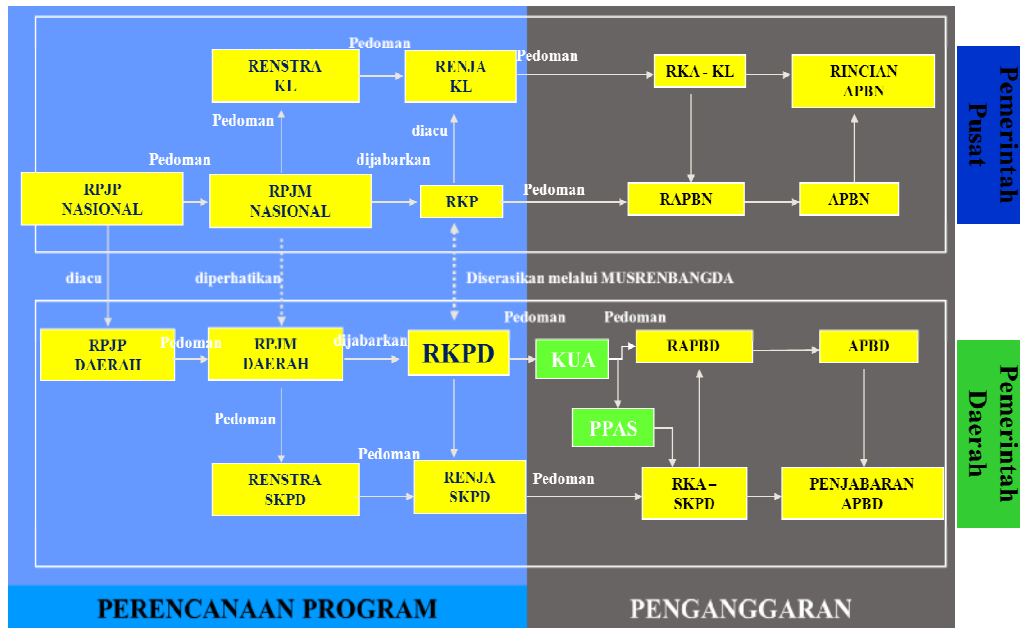 Pedoman
RENSTRA
KL
RENJA
KL
Pedoman
RKA - KL
RINCIAN
APBN
Pemerintah
Pusat
Pedoman
diacu
Pedoman
dijabarkan
RPJP
NASIONAL
RPJM
NASIONAL
RKP
Pedoman
RAPBN
APBN
diacu
diperhatikan
Diserasikan melalui MUSRENBANGDA
Pedoman
Pedoman
RPJP
DAERAH
Pedoman
RPJM
DAERAH
dijabarkan
RKPD
KUA
RAPBD
APBD
Pemerintah
Daerah
Pedoman
PPAS
Pedoman
RENSTRA
SKPD
RENJA
SKPD
Pedoman
RKA –
SKPD
PENJABARAN
APBD
PERENCANAAN PROGRAM
PENGANGGARAN